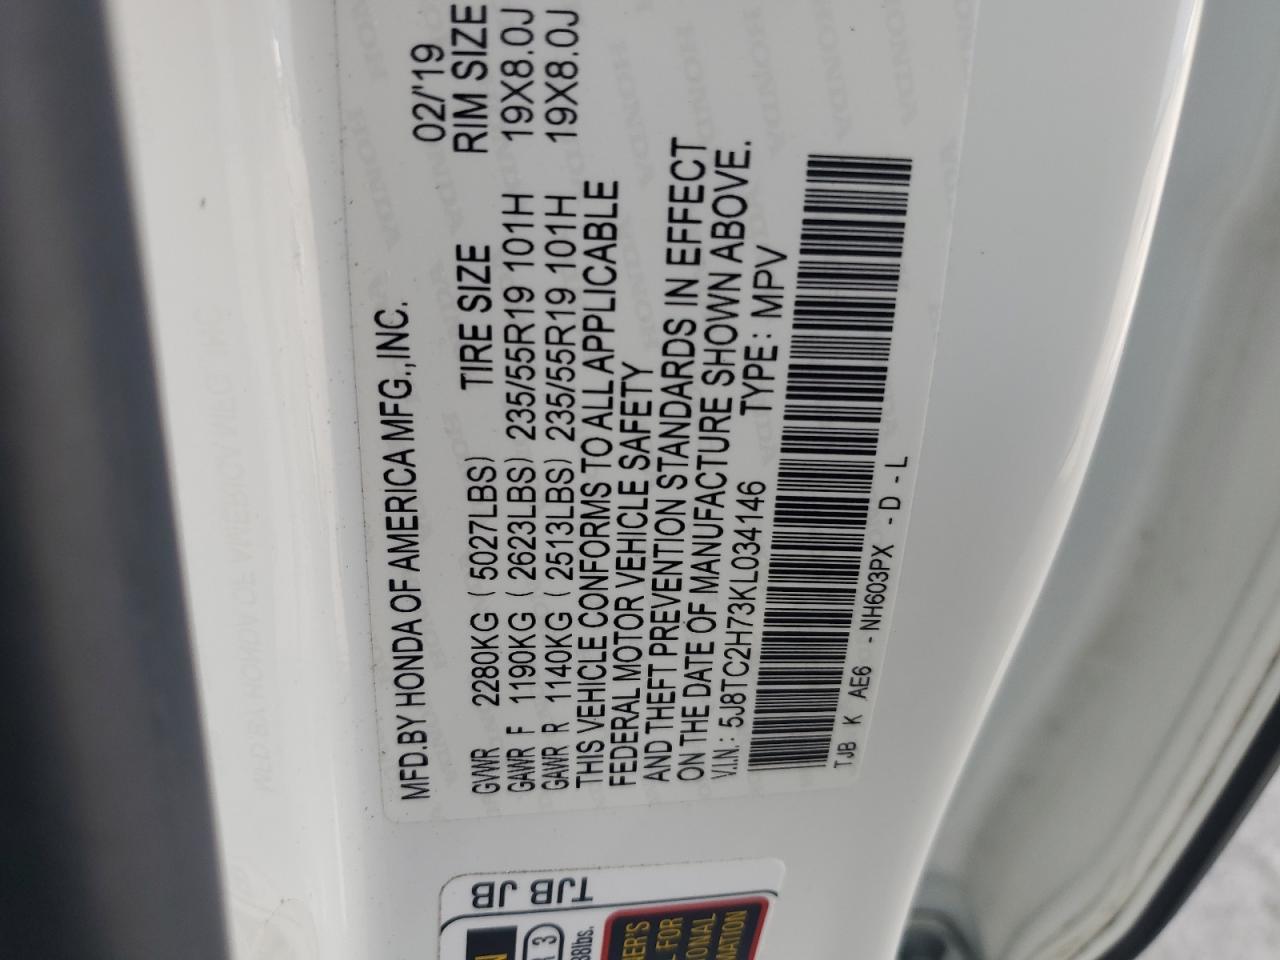 MFD.BY HONDA OF AMERICA MFG.,INC. 02/'19
GVWR 2280KG ( 5027LBS) TIRE SIZE RIM SIZE
GAWR F 1190KG ( 2623LBS) 235/55R19 101H 19X8.0J
GAWR R 1140KG ( 2513LBS) 235/55R19 101H 19X8.0J
THIS VEHICLE CONFORMS TO ALL APPLICABLE
FEDERAL MOTOR VEHICLE SAFETY
AND THEFT PREVENTION STANDARDS IN EFFECT
ON THE DATE OF MANUFACTURE SHOWN ABOVE.
V.I.N.: 5J8TC2H73KL034146 TYPE: MPV
TJB K AE6 - NH603PX - D - L
JB
TJB
3